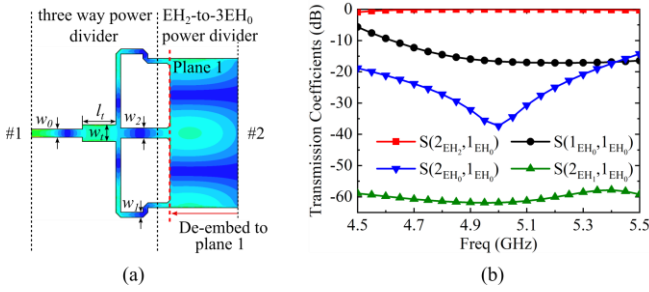 three way power divider
EH₂-to-3EH₀ power divider
Plane 1
w₀
lₜ
wₜ
w₂
#1
#2
w₁
De-embed to plane 1
(a)
Transmission Coefficients (dB)
0
-10
-20
-30
-40
-50
-60
S(2EH₂,1EH₀)
S(1EH₀,1EH₀)
S(2EH₀,1EH₀)
S(2EH₁,1EH₀)
4.5
4.7
4.9
5.1
5.3
5.5
Freq (GHz)
(b)